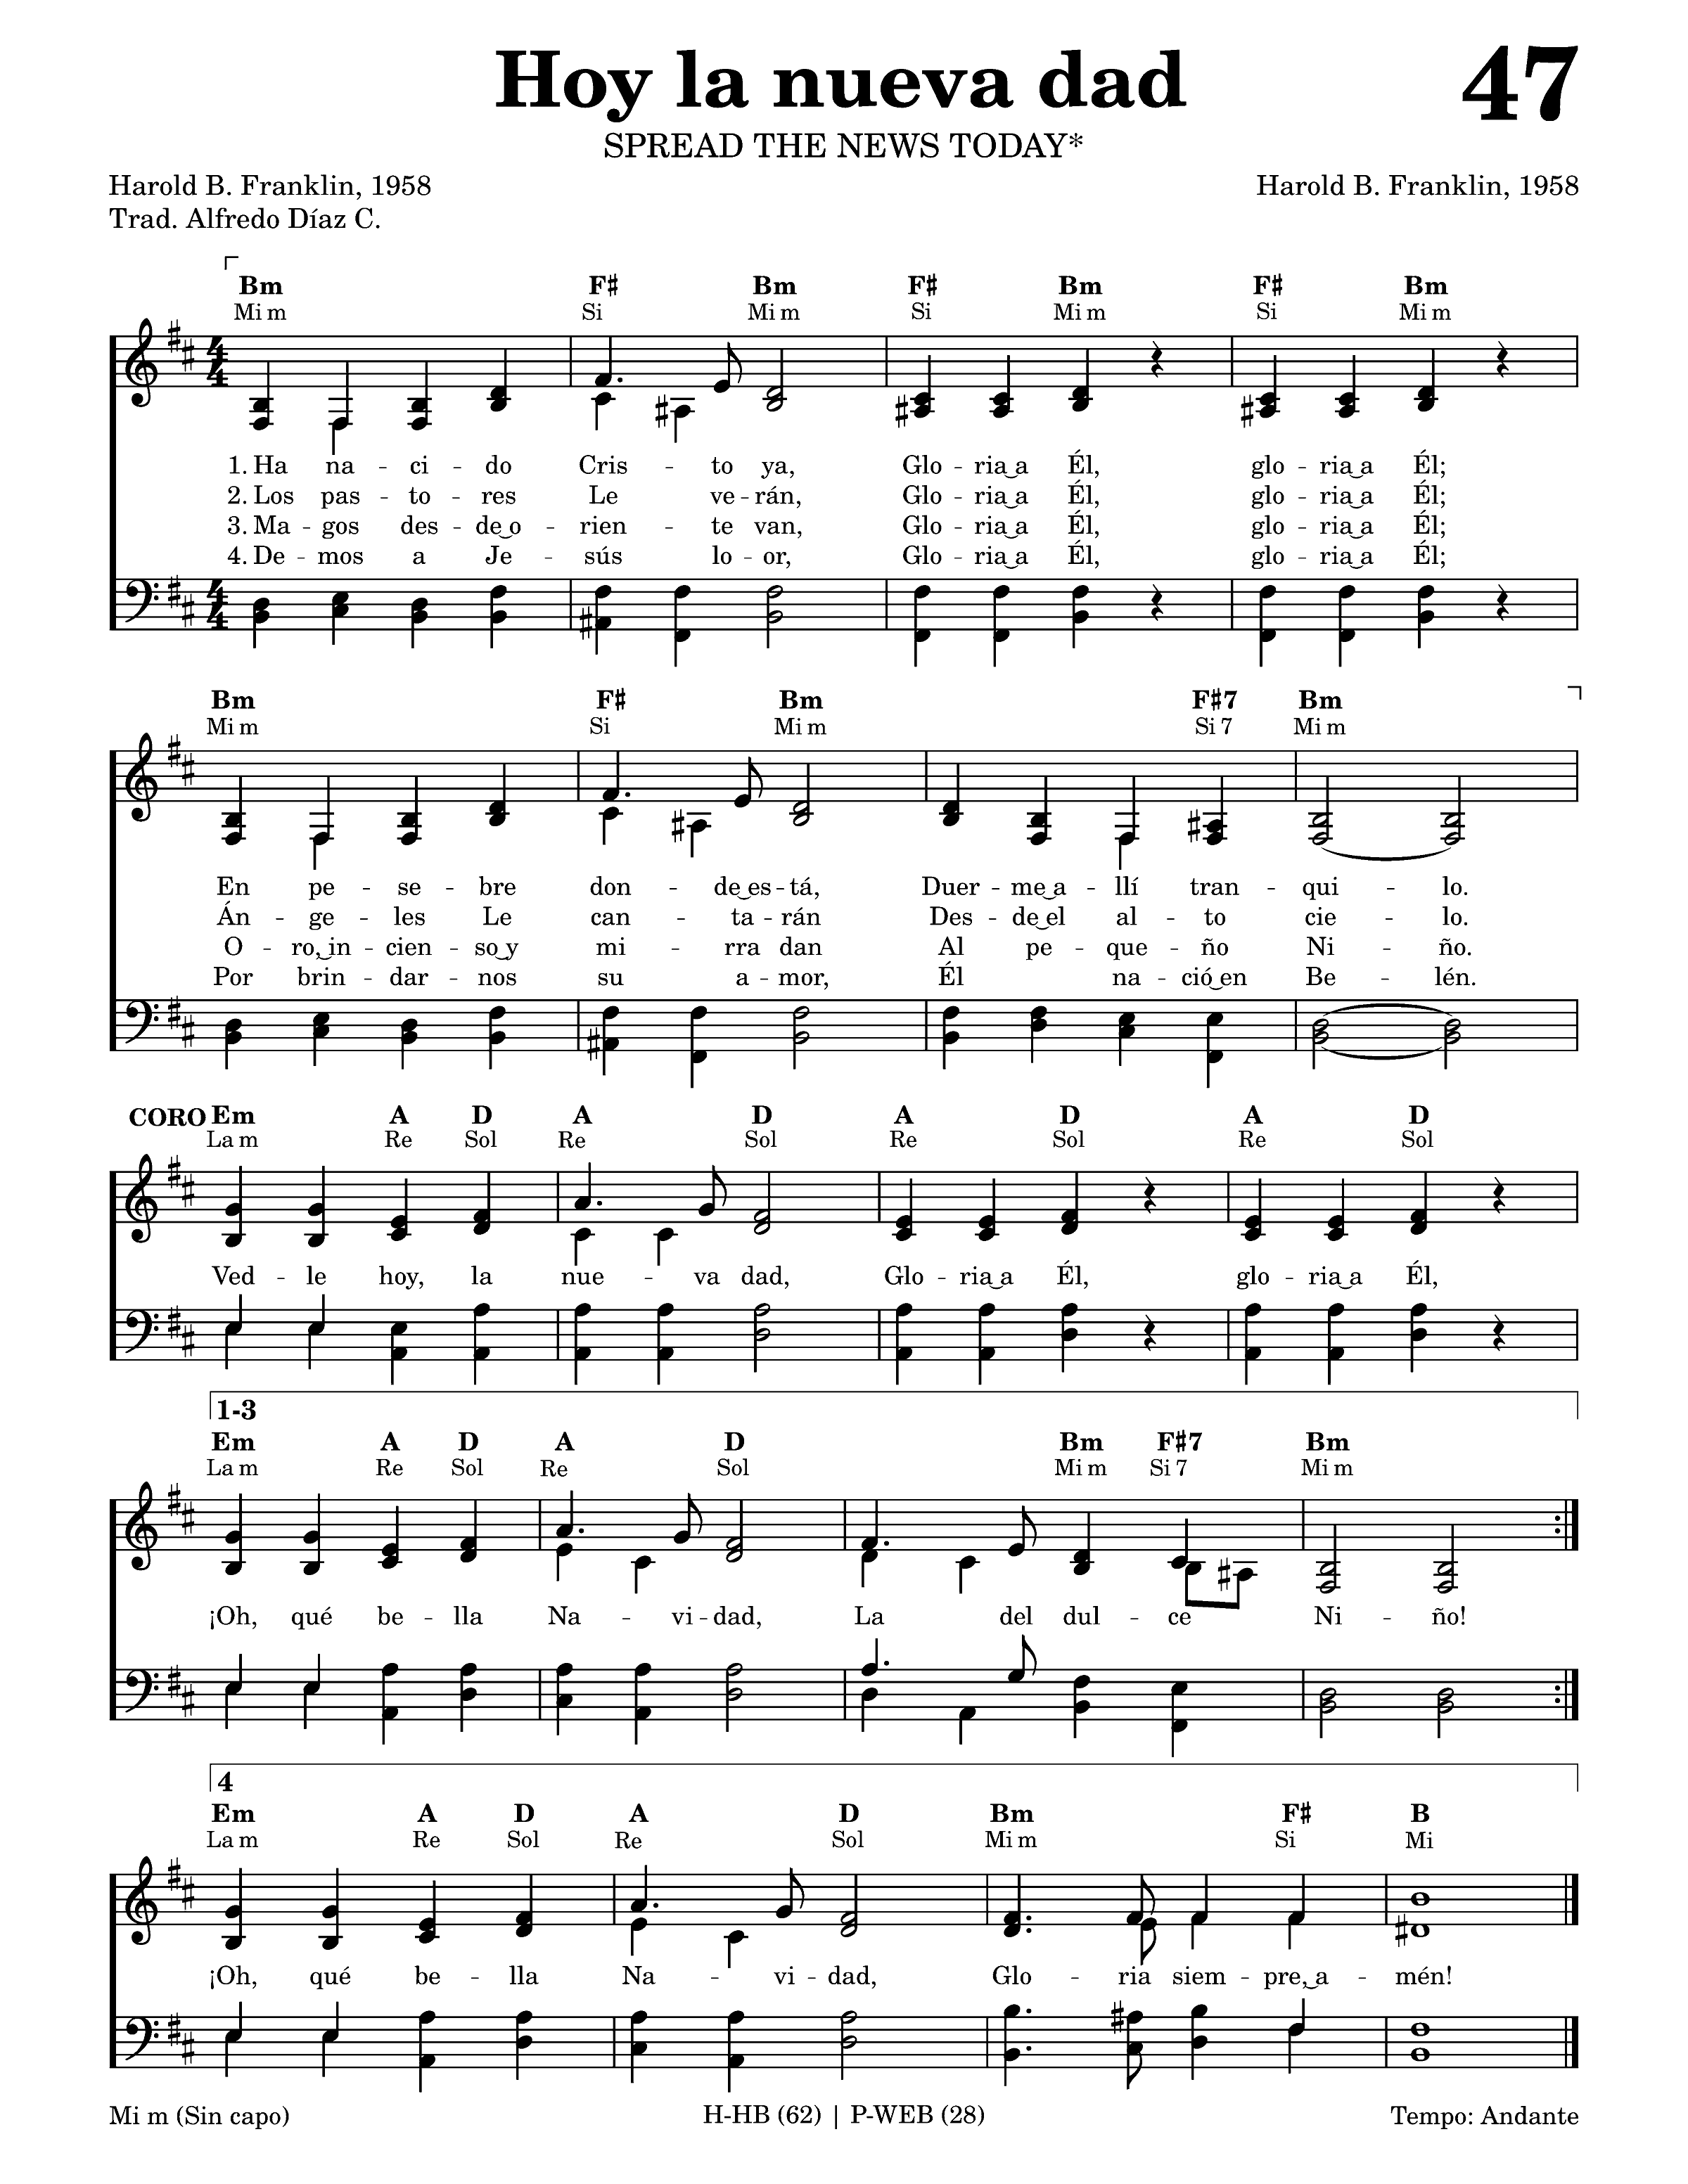 Hoy la nueva dad
47
SPREAD THE NEWS TODAY*
Harold B. Franklin, 1958
Harold B. Franklin, 1958
Trad. Alfredo Díaz C.
Bm F♯ Bm F♯ Bm F♯ Bm
Mi m Si Mi m Si Mi m Si Mi m
4/4
1. Ha na -- ci -- do Cris -- to ya, Glo -- ria‿a Él, glo -- ria‿a Él;
2. Los pas -- to -- res Le ve -- rán, Glo -- ria‿a Él, glo -- ria‿a Él;
3. Ma -- gos des -- de‿o -- rien -- te van, Glo -- ria‿a Él, glo -- ria‿a Él;
4. De -- mos a Je -- sús lo -- or, Glo -- ria‿a Él, glo -- ria‿a Él;
4/4
Bm F♯ Bm F♯7 Bm
Mi m Si Mi m Si 7 Mi m
En pe -- se -- bre don -- de‿es -- tá, Duer -- me‿a -- llí tran -- qui -- lo.
Án -- ge -- les Le can -- ta -- rán Des -- de‿el al -- to cie -- lo.
O -- ro,‿in -- cien -- so‿y mi -- rra dan Al pe -- que -- ño Ni -- ño.
Por brin -- dar -- nos su a -- mor, Él na -- ció‿en Be -- lén.
CORO Em A D A D A D A D
La m Re Sol Re Sol Re Sol Re Sol
Ved -- le hoy, la nue -- va dad, Glo -- ria‿a Él, glo -- ria‿a Él,
1-3
Em A D A D Bm F♯7 Bm
La m Re Sol Re Sol Mi m Si 7 Mi m
¡Oh, qué be -- lla Na -- vi -- dad, La del dul -- ce Ni -- ño!
4
Em A D A D Bm F♯ B
La m Re Sol Re Sol Mi m Si Mi
¡Oh, qué be -- lla Na -- vi -- dad, Glo -- ria siem -- pre,‿a -- mén!
Mi m (Sin capo)
H-HB (62) | P-WEB (28)
Tempo: Andante